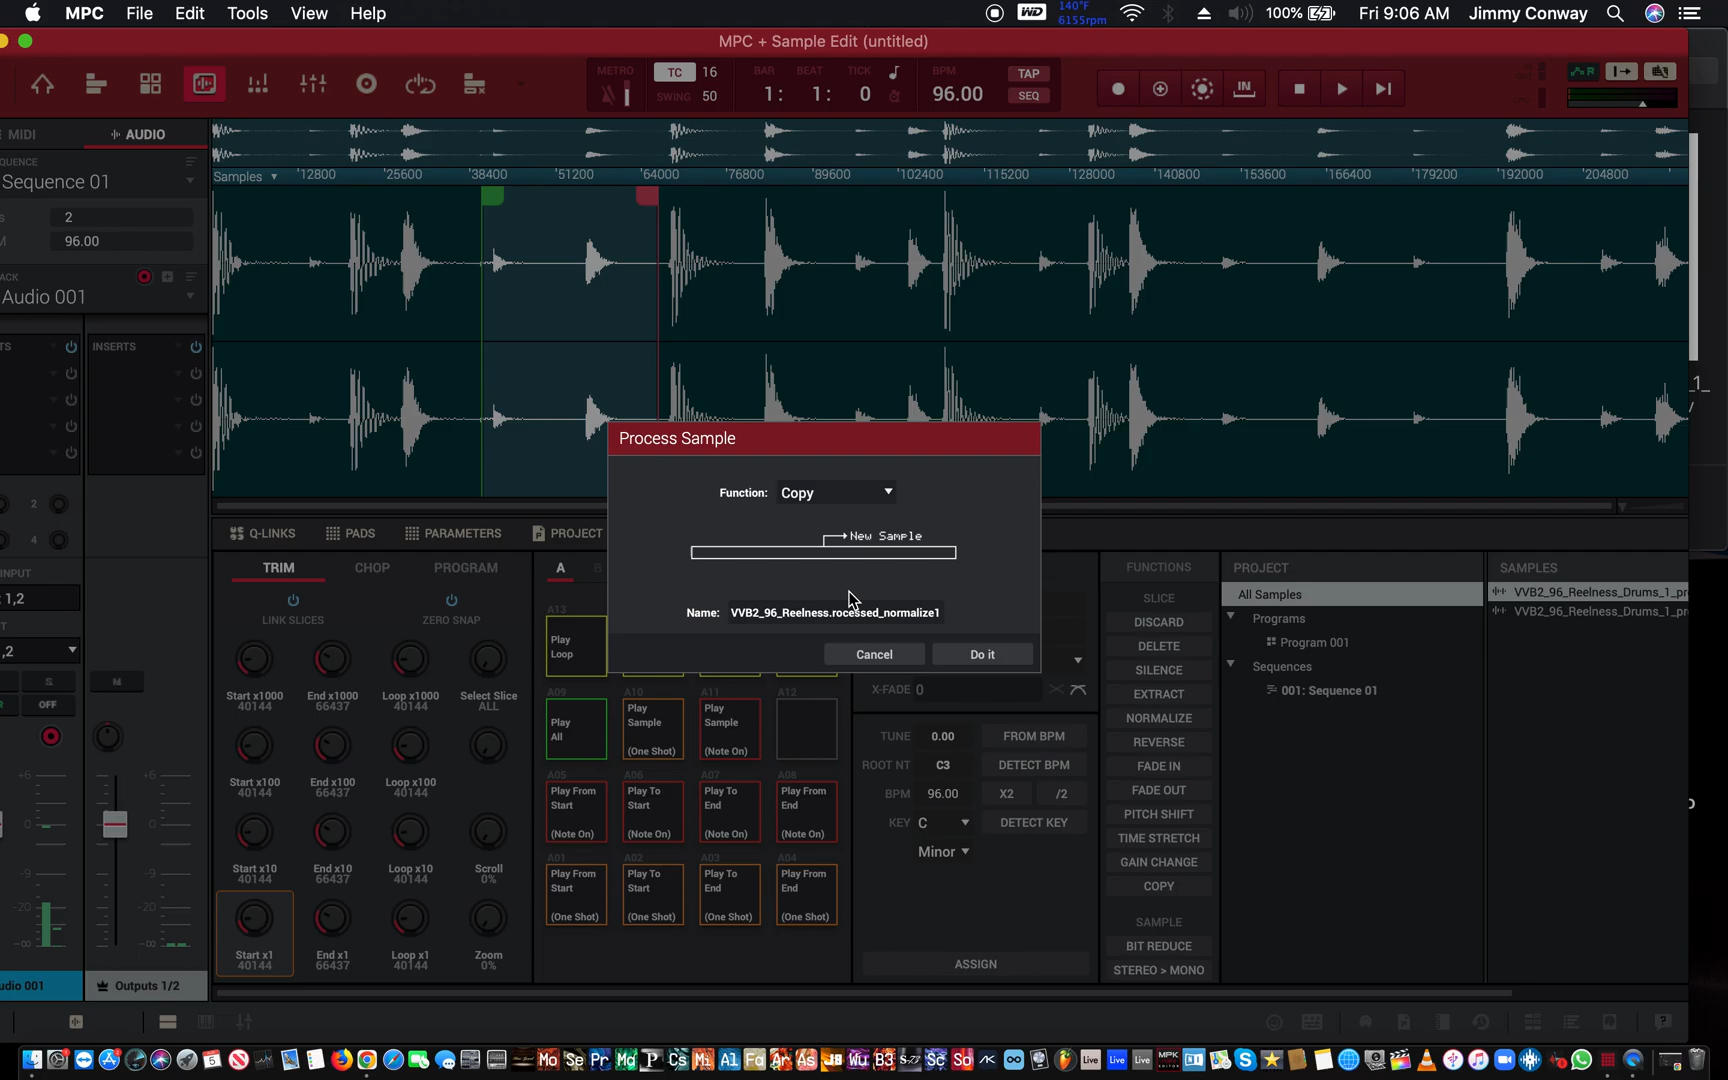 MPC File Edit Tools View Help
WD 140°F 6155rpm 100% Fri 9:06 AM Jimmy Conway
MPC + Sample Edit (untitled)
METRO TC 16 SWING 50
BAR BEAT TICK
1: 1: 0
BPM 96.00 TAP SEQ
IN
MIDI AUDIO
Sequence 01
2
96.00
Audio 001
Samples 12800 25600 38400 51200 64000 76800 89600 102400 115200 128000 140800 153600 166400 179200 192000 204800
INSERTS
2
4
INPUT
1,2
S M
OFF
Audio 001
Outputs 1/2
Process Sample
Function: Copy
New Sample
Name: VVB2_96_Reelness.rocessed_normalize1
Cancel Do it
Q-LINKS PADS PARAMETERS PROJECT
TRIM CHOP PROGRAM
LINK SLICES ZERO SNAP
Start x1000 End x1000 Loop x1000 Select Slice
40144 66437 40144 ALL
Start x100 End x100 Loop x100
40144 66437 40144
Start x10 End x10 Loop x10 Scroll
40144 66437 40144 0%
Start x1 End x1 Loop x1 Zoom
40144 66437 40144 0%
A B
A13
Play Loop
A09 A10 A11 A12
Play All
Play Sample (One Shot)
Play Sample (Note On)
A05 A06 A07 A08
Play From Start (Note On)
Play To Start (Note On)
Play To End (Note On)
Play From End (Note On)
A01 A02 A03 A04
Play From Start (One Shot)
Play To Start (One Shot)
Play To End (One Shot)
Play From End (One Shot)
X-FADE 0
TUNE 0.00 FROM BPM
ROOT NT C3 DETECT BPM
BPM 96.00 X2 /2
KEY C DETECT KEY
Minor
ASSIGN
FUNCTIONS
SLICE
DISCARD
DELETE
SILENCE
EXTRACT
NORMALIZE
REVERSE
FADE IN
FADE OUT
PITCH SHIFT
TIME STRETCH
GAIN CHANGE
COPY
SAMPLE
BIT REDUCE
STEREO > MONO
PROJECT
All Samples
Programs
Program 001
Sequences
001: Sequence 01
SAMPLES
VVB2_96_Reelness_Drums_1_pr
VVB2_96_Reelness_Drums_1_pr